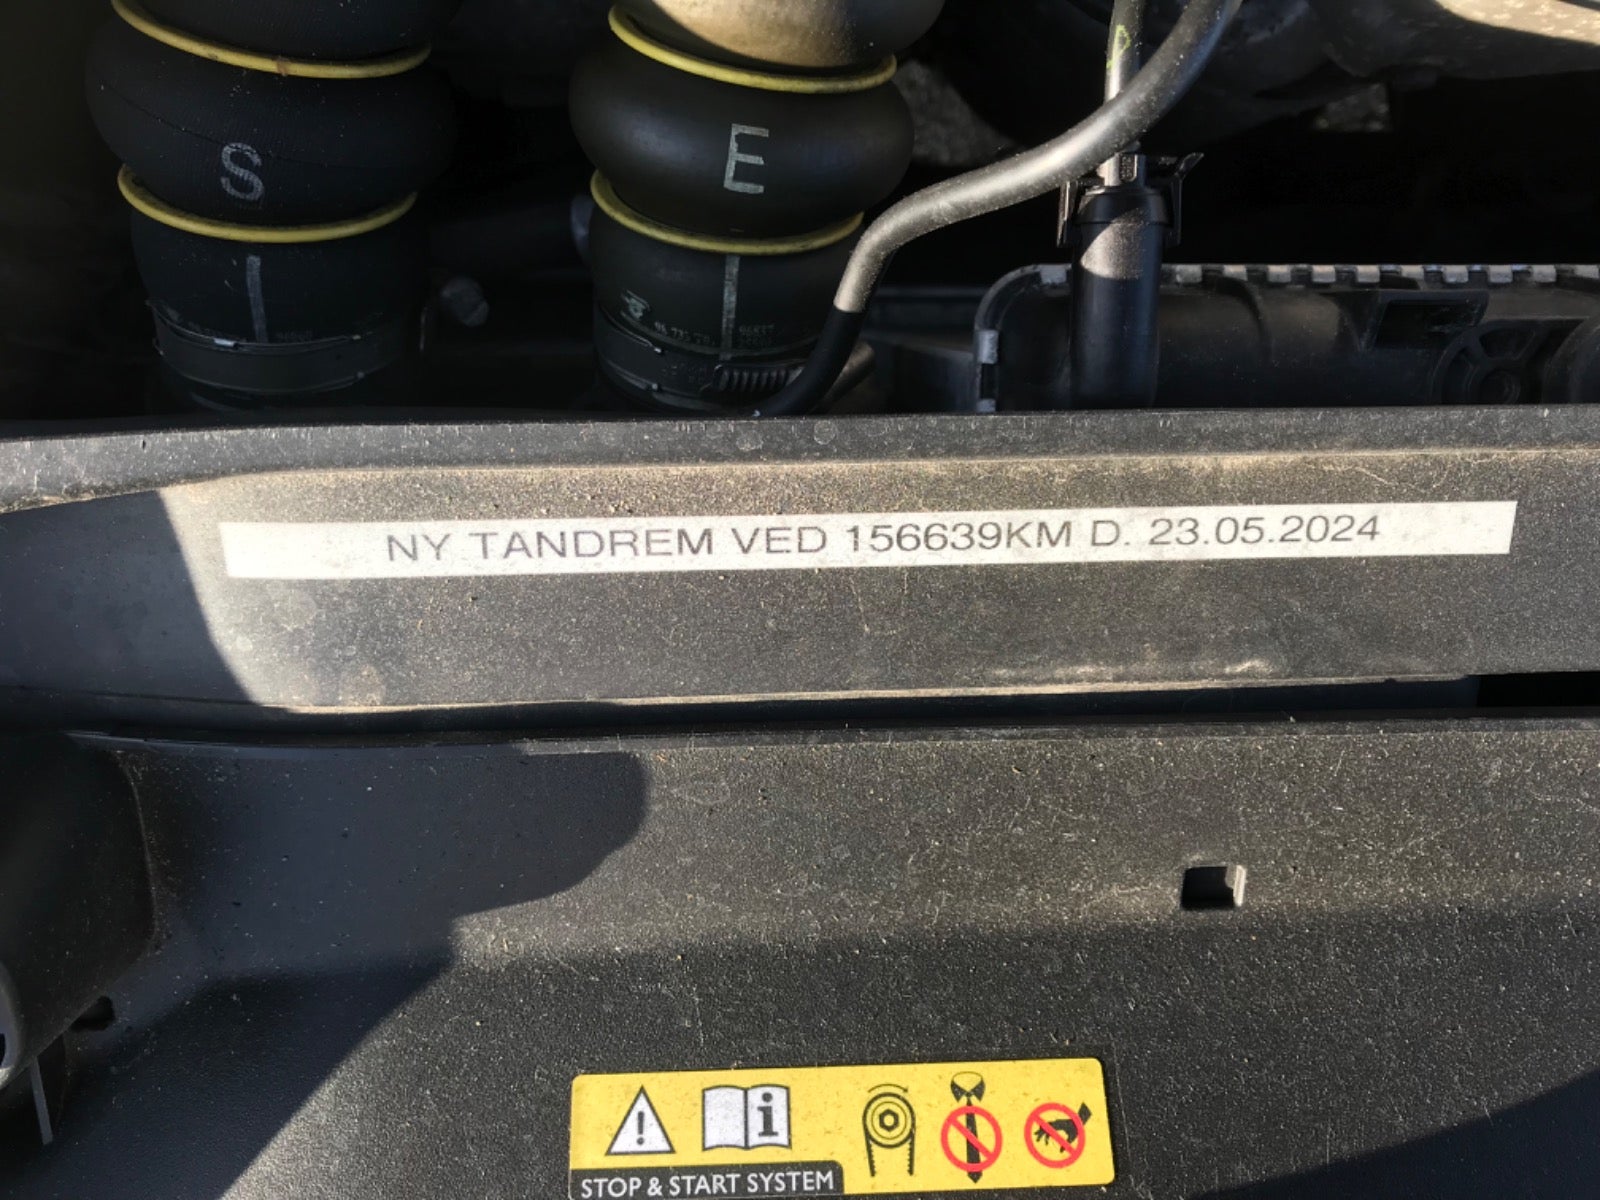 S
E
NY TANDREM VED 156639KM D. 23.05.2024
STOP & START SYSTEM